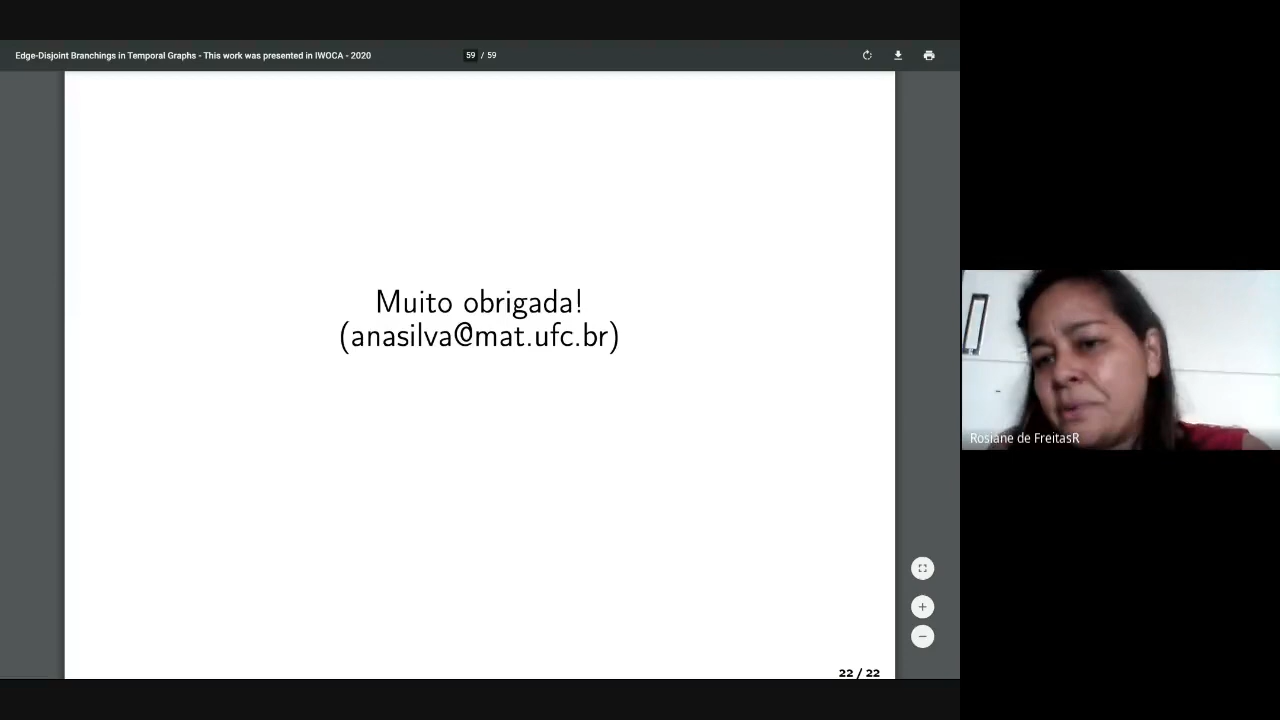 Edge-Disjoint Branchings in Temporal Graphs - This work was presented in IWOCA - 2020
59 / 59
Muito obrigada!
(anasilva@mat.ufc.br)
22 / 22
Rosiane de FreitasR